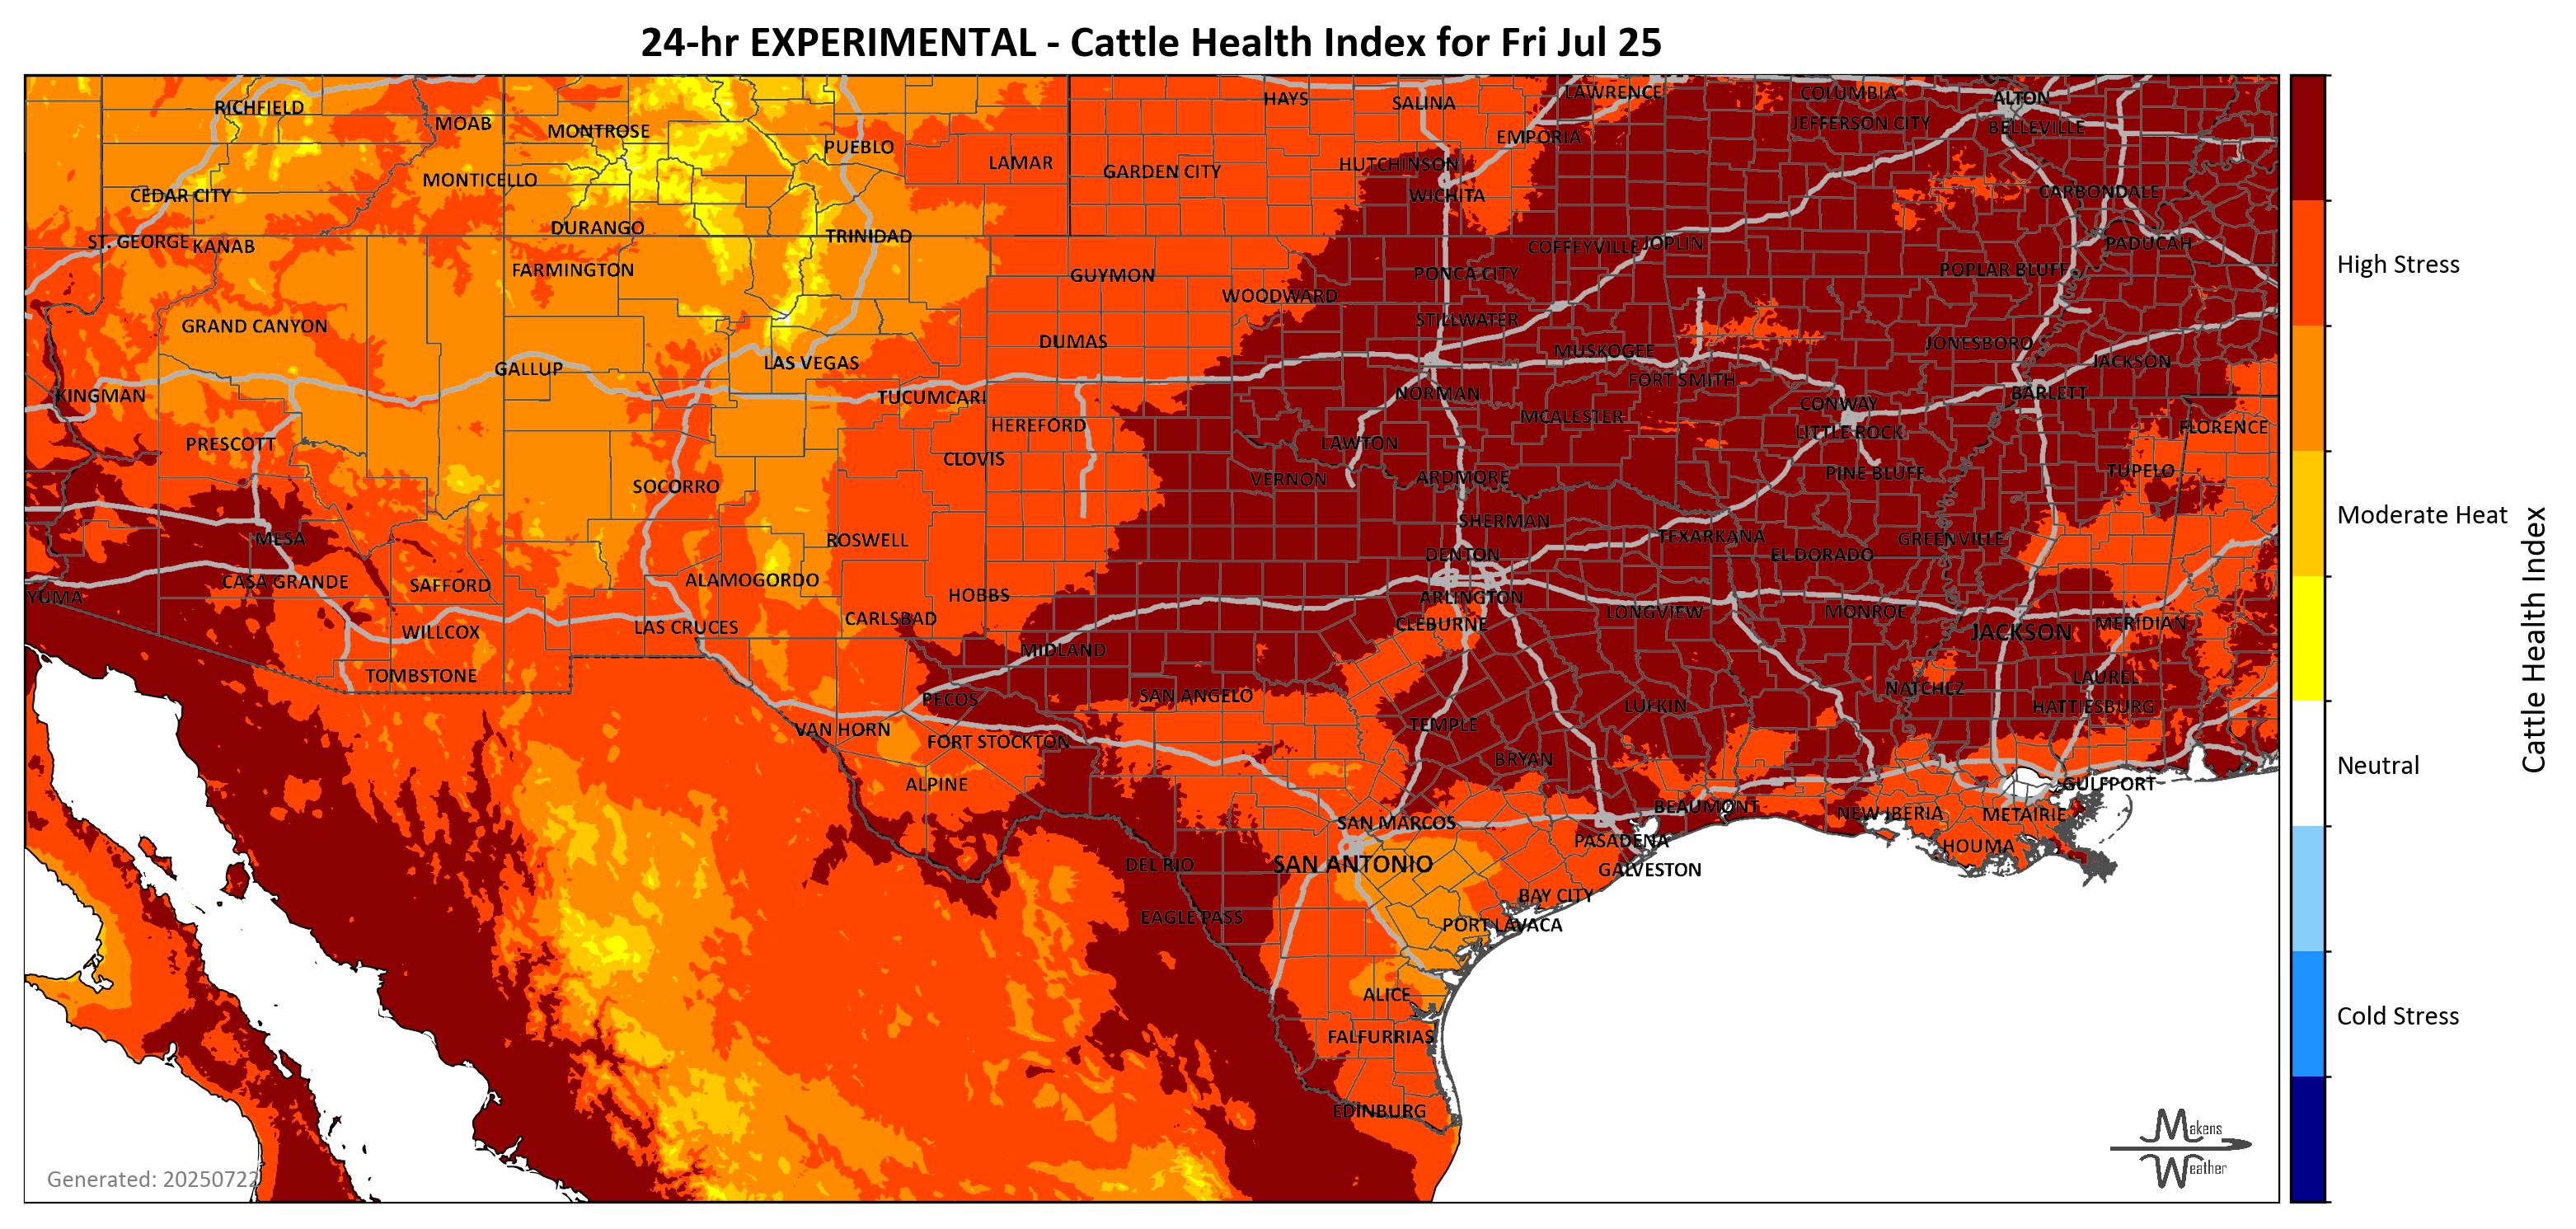 24-hr EXPERIMENTAL - Cattle Health Index for Fri Jul 25
RICHFIELD
MOAB
MONTROSE
PUEBLO
LAMAR
GARDEN CITY
HAYS
SALINA
EMPORIA
LAWRENCE
COLUMBIA
JEFFERSON CITY
ALTON
BELLEVILLE
CEDAR CITY
MONTICELLO
HUTCHINSON
WICHITA
CARBONDALE
ST. GEORGE
KANAB
DURANGO
TRINIDAD
COFFEYVILLE
JOPLIN
PADUCAH
FARMINGTON
GUYMON
WOODWARD
PONCA CITY
POPLAR BLUFF
High Stress
GRAND CANYON
DUMAS
STILLWATER
MUSKOGEE
JONESBORO
JACKSON
GALLUP
LAS VEGAS
FORT SMITH
KINGMAN
TUCUMCARI
NORMAN
CONWAY
BARLETT
PRESCOTT
HEREFORD
CLOVIS
LAWTON
MCALESTER
LITTLE ROCK
FLORENCE
SOCORRO
VERNON
ARDMORE
PINE BLUFF
TUPELO
Moderate Heat
MESA
ROSWELL
SHERMAN
DENTON
TEXARKANA
EL DORADO
GREENVILLE
YUMA
CASA GRANDE
SAFFORD
ALAMOGORDO
HOBBS
ARLINGTON
LONGVIEW
MONROE
WILLCOX
LAS CRUCES
CARLSBAD
CLEBURNE
JACKSON
MERIDIAN
Cattle Health Index
TOMBSTONE
MIDLAND
PECOS
SAN ANGELO
LUFKIN
NATCHEZ
LAUREL
HATTIESBURG
VAN HORN
FORT STOCKTON
TEMPLE
BRYAN
Neutral
ALPINE
SAN MARCOS
BEAUMONT
NEW IBERIA
METAIRIE
GULFPORT
DEL RIO
SAN ANTONIO
PASADENA
GALVESTON
HOUMA
EAGLE PASS
BAY CITY
PORT LAVACA
ALICE
FALFURRIAS
Cold Stress
EDINBURG
Makens
Weather
Generated: 20250722